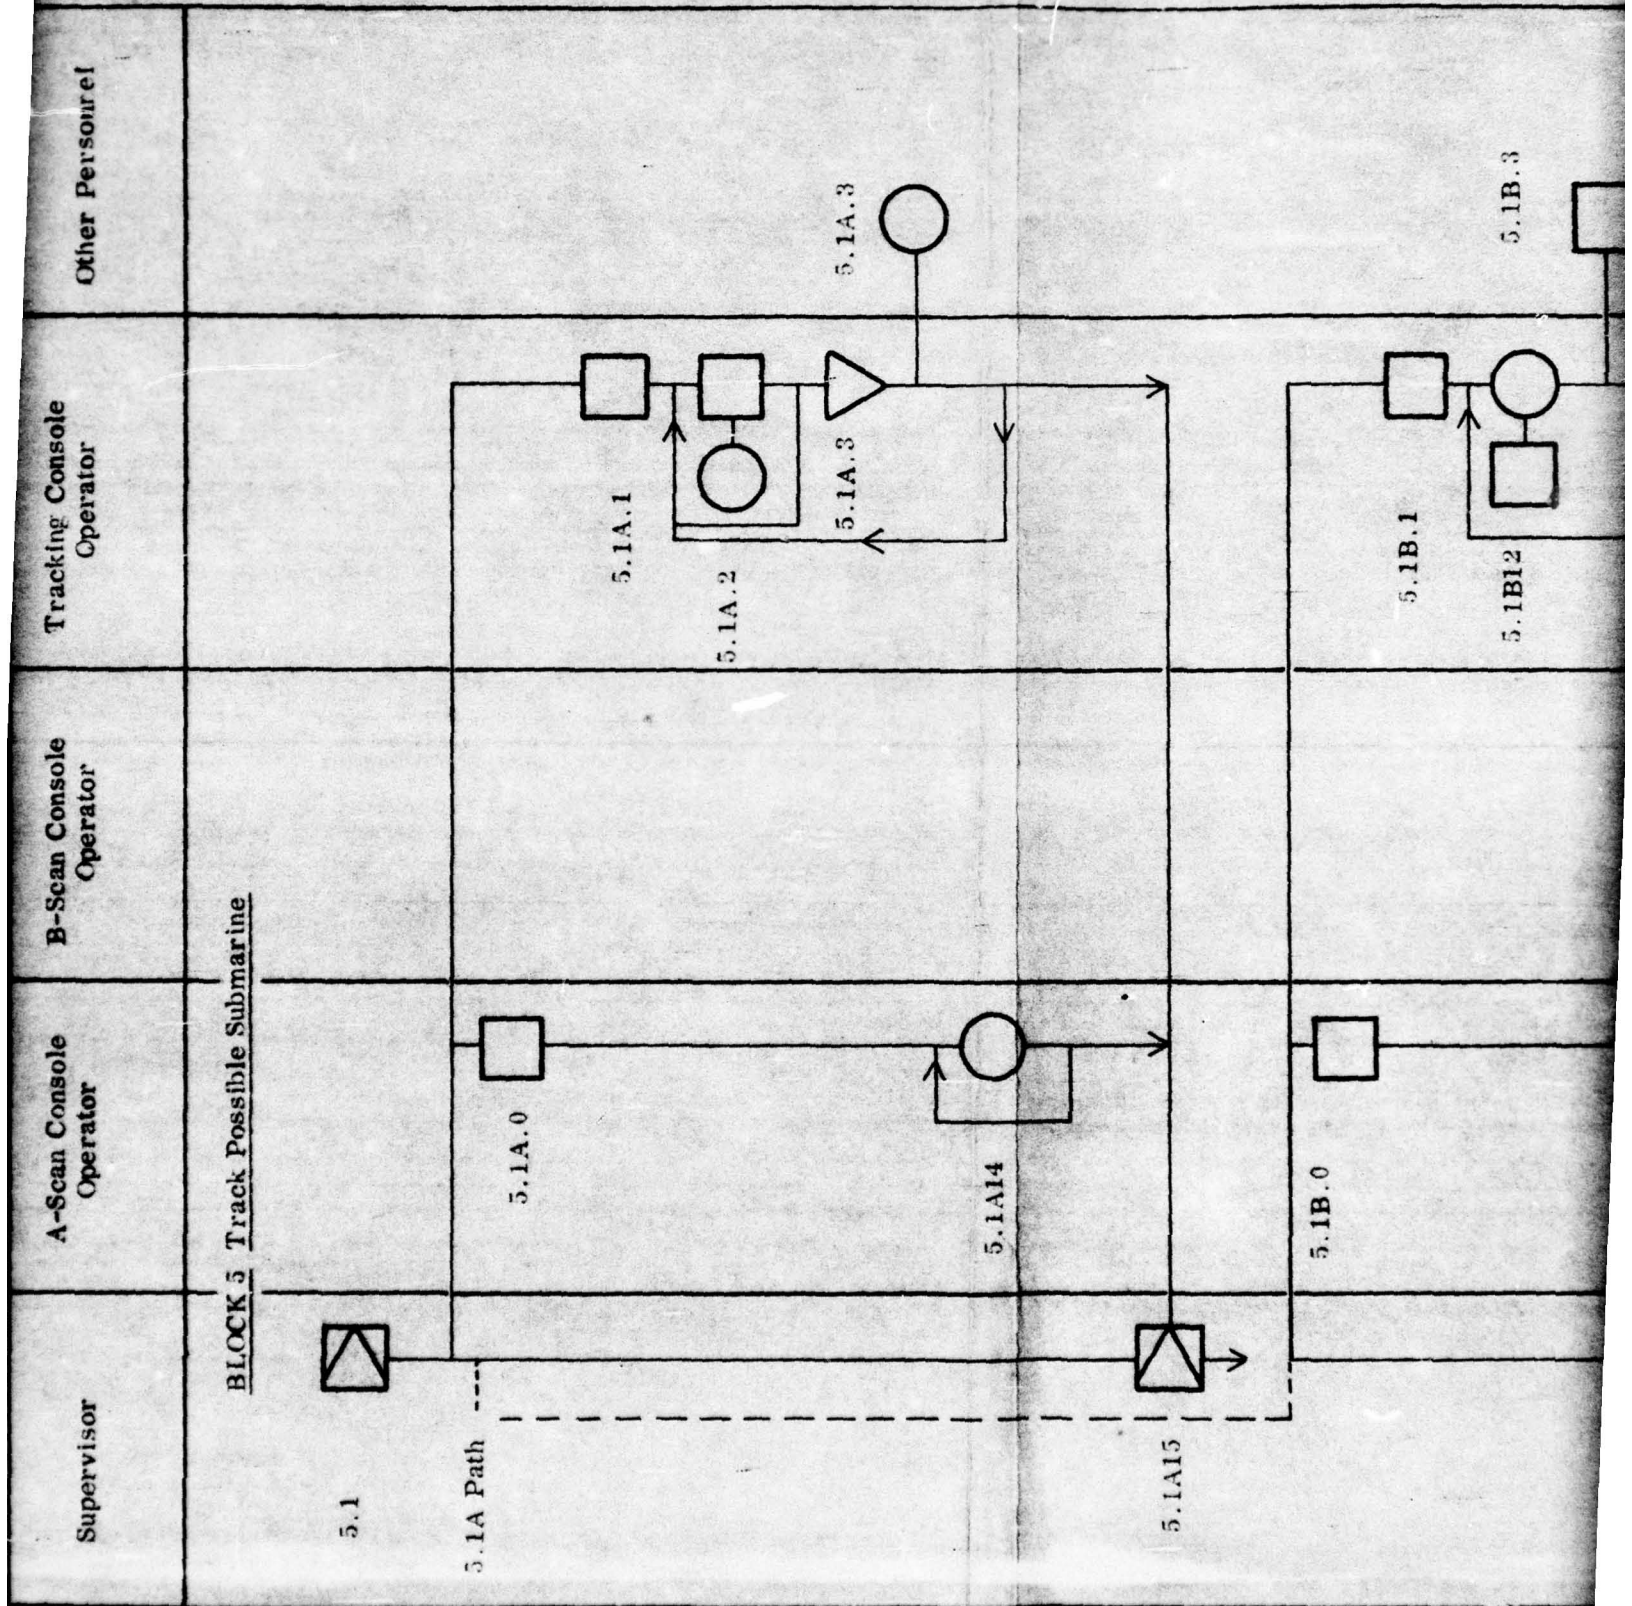 Supervisor
A-Scan Console
Operator
B-Scan Console
Operator
Tracking Console
Operator
Other Personnel
BLOCK 5 Track Possible Submarine
5.1
5.1A Path
5.1A.0
5.1A.1
5.1A.2
5.1A.3
5.1A.3
5.1A14
5.1A15
5.1B.0
5.1B.1
5.1B12
5.1B.3